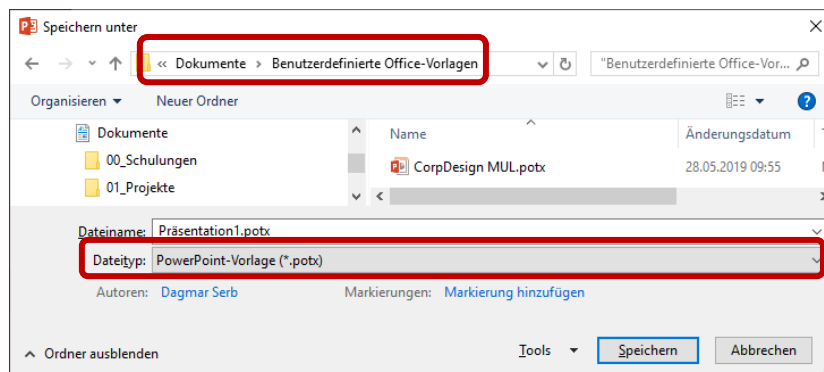 Speichern unter
« Dokumente > Benutzerdefinierte Office-Vorlagen
"Benutzerdefinierte Office-Vor...
Organisieren
Neuer Ordner
Dokumente
00_Schulungen
01_Projekte
Name
Änderungsdatum
CorpDesign MUL.potx
28.05.2019 09:55
Dateiname: Präsentation1.potx
Dateityp: PowerPoint-Vorlage (*.potx)
Autoren: Dagmar Serb
Markierungen: Markierung hinzufügen
Ordner ausblenden
Tools
Speichern
Abbrechen